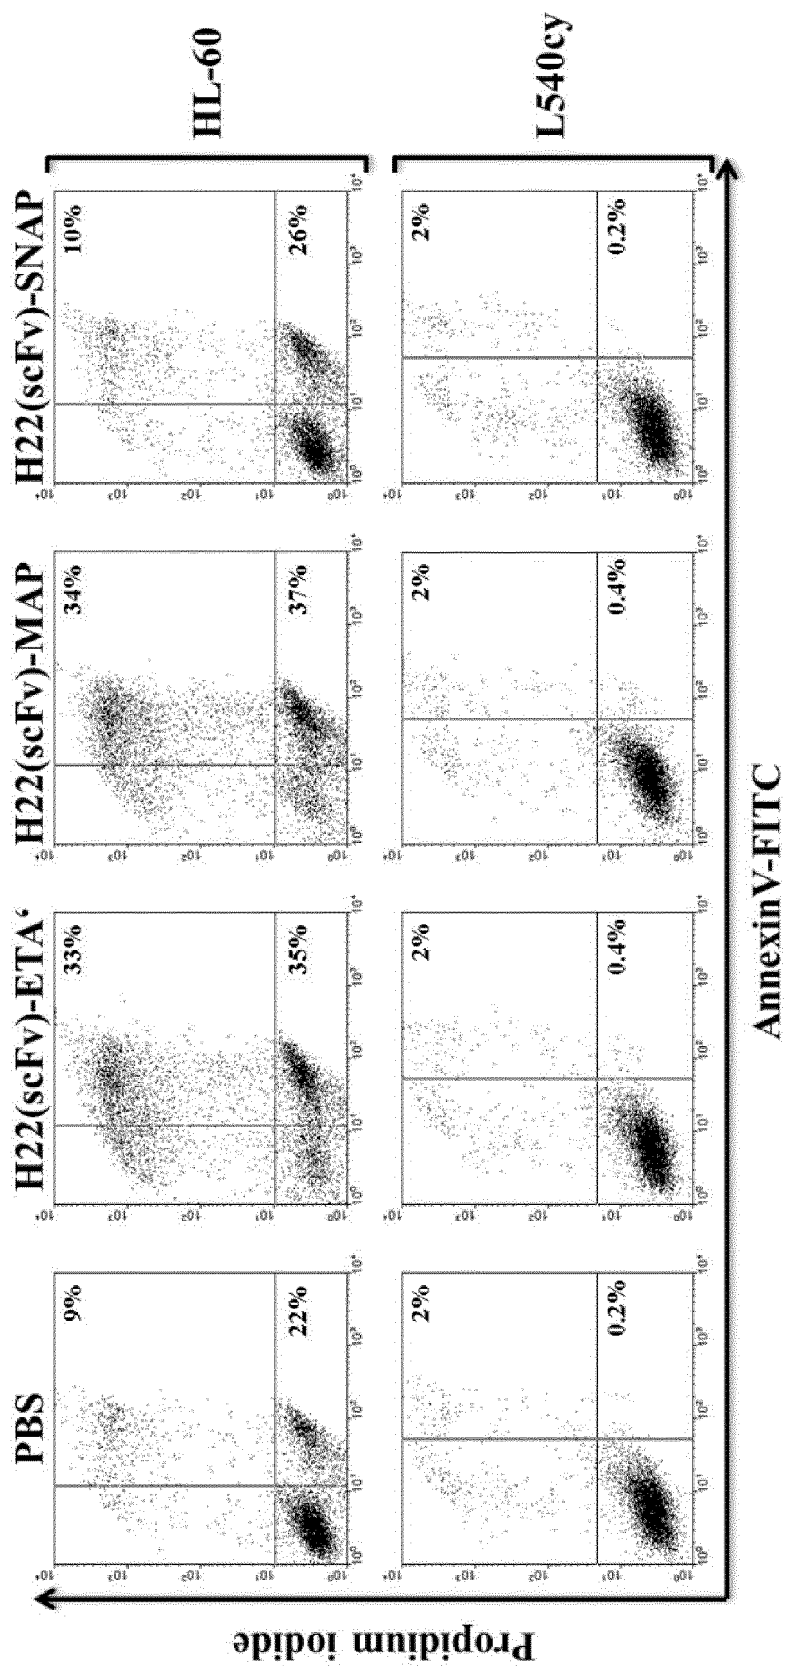 PBS
H22(scFv)-ETA‘
H22(scFv)-MAP
H22(scFv)-SNAP
9%
33%
34%
10%
22%
35%
37%
26%
HL-60
2%
2%
2%
2%
0.2%
0.4%
0.4%
0.2%
L540cy
Propidium iodide
AnnexinV-FITC